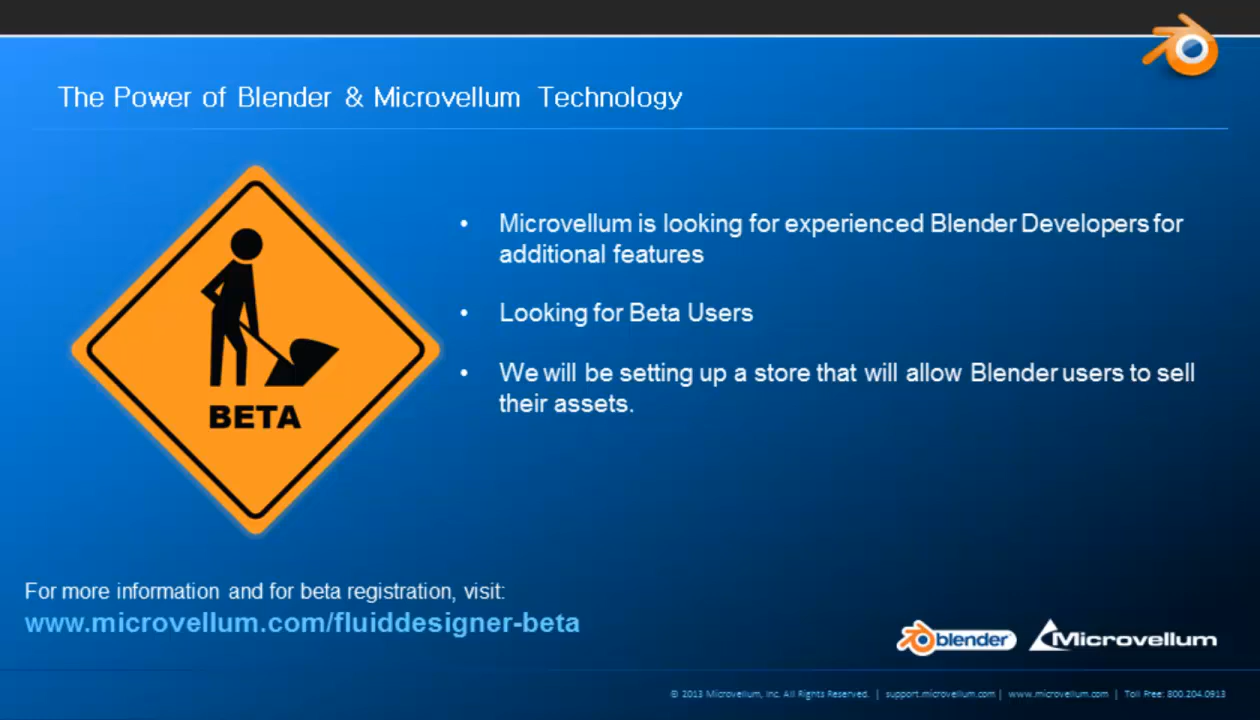 The Power of Blender & Microvellum Technology
• Microvellum is looking for experienced Blender Developers for
additional features
• Looking for Beta Users
• We will be setting up a store that will allow Blender users to sell
their assets.
BETA
For more information and for beta registration, visit:
www.microvellum.com/fluiddesigner-beta
blender Microvellum
© 2013 Microvellum, Inc. All Rights Reserved. | support.microvellum.com | www.microvellum.com | Toll Free: 800.204.0913